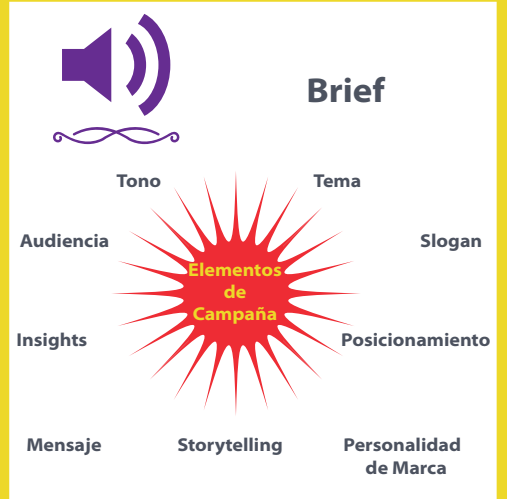 Brief
Tono
Tema
Audiencia
Slogan
Elementos
de
Campaña
Insights
Posicionamiento
Mensaje
Storytelling
Personalidad
de Marca